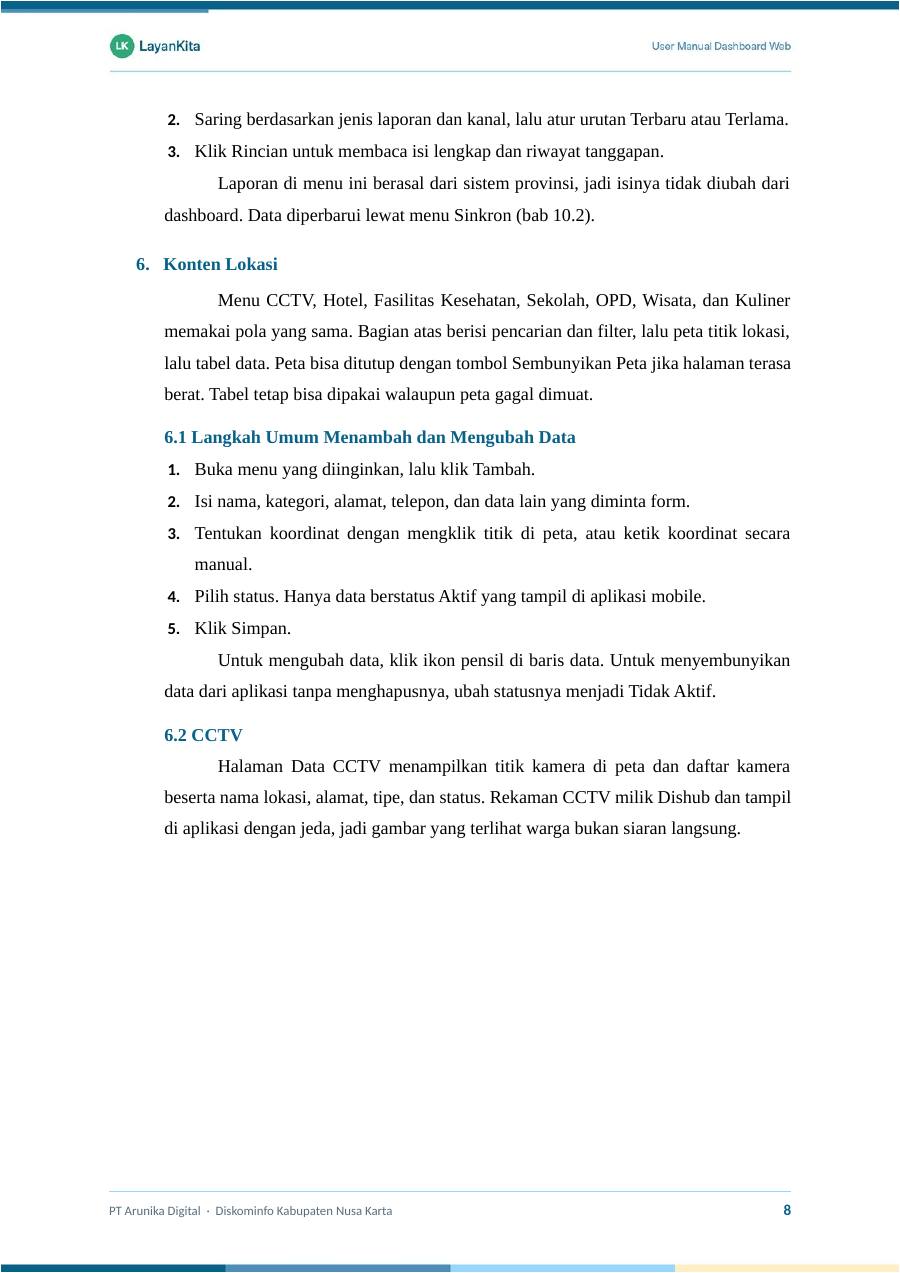 LK LayanKita
User Manual Dashboard Web
2. Saring berdasarkan jenis laporan dan kanal, lalu atur urutan Terbaru atau Terlama.
3. Klik Rincian untuk membaca isi lengkap dan riwayat tanggapan.
Laporan di menu ini berasal dari sistem provinsi, jadi isinya tidak diubah dari
dashboard. Data diperbarui lewat menu Sinkron (bab 10.2).
6. Konten Lokasi
Menu CCTV, Hotel, Fasilitas Kesehatan, Sekolah, OPD, Wisata, dan Kuliner
memakai pola yang sama. Bagian atas berisi pencarian dan filter, lalu peta titik lokasi,
lalu tabel data. Peta bisa ditutup dengan tombol Sembunyikan Peta jika halaman terasa
berat. Tabel tetap bisa dipakai walaupun peta gagal dimuat.
6.1 Langkah Umum Menambah dan Mengubah Data
1. Buka menu yang diinginkan, lalu klik Tambah.
2. Isi nama, kategori, alamat, telepon, dan data lain yang diminta form.
3. Tentukan koordinat dengan mengklik titik di peta, atau ketik koordinat secara
manual.
4. Pilih status. Hanya data berstatus Aktif yang tampil di aplikasi mobile.
5. Klik Simpan.
Untuk mengubah data, klik ikon pensil di baris data. Untuk menyembunyikan
data dari aplikasi tanpa menghapusnya, ubah statusnya menjadi Tidak Aktif.
6.2 CCTV
Halaman Data CCTV menampilkan titik kamera di peta dan daftar kamera
beserta nama lokasi, alamat, tipe, dan status. Rekaman CCTV milik Dishub dan tampil
di aplikasi dengan jeda, jadi gambar yang terlihat warga bukan siaran langsung.
PT Arunika Digital · Diskominfo Kabupaten Nusa Karta
8